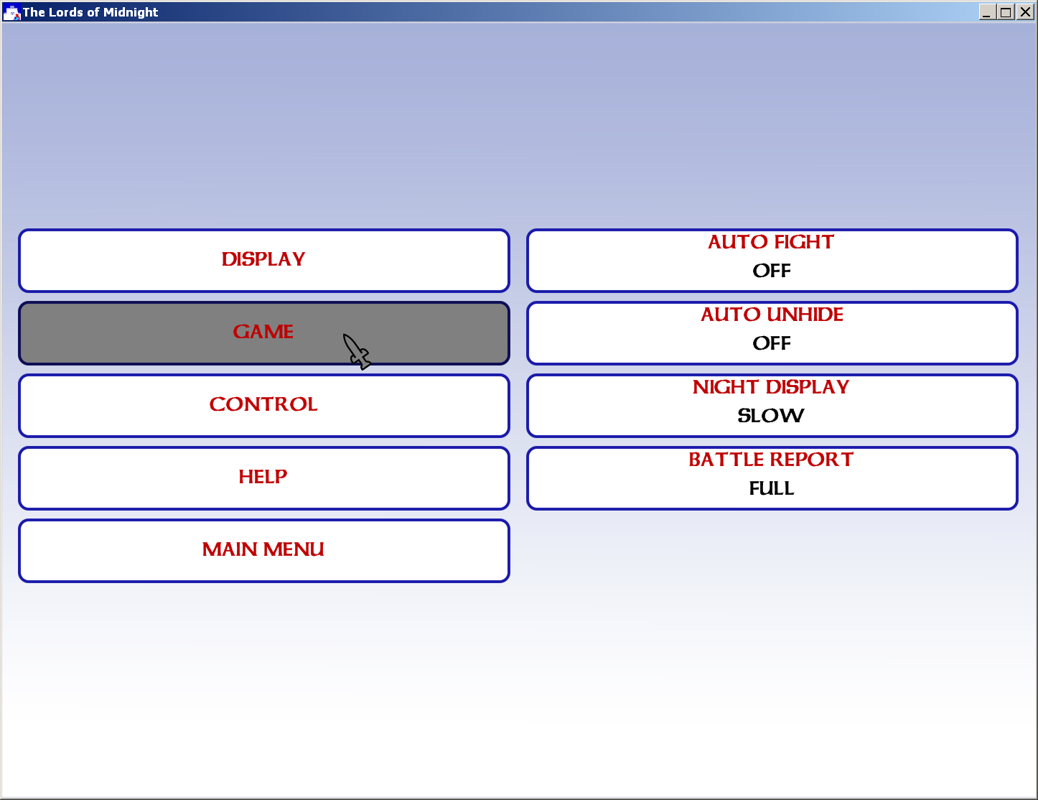 The Lords of Midnight
DISPLAY
GAME
CONTROL
HELP
MAIN MENU
AUTO FIGHT
OFF
AUTO UNHIDE
OFF
NIGHT DISPLAY
SLOW
BATTLE REPORT
FULL